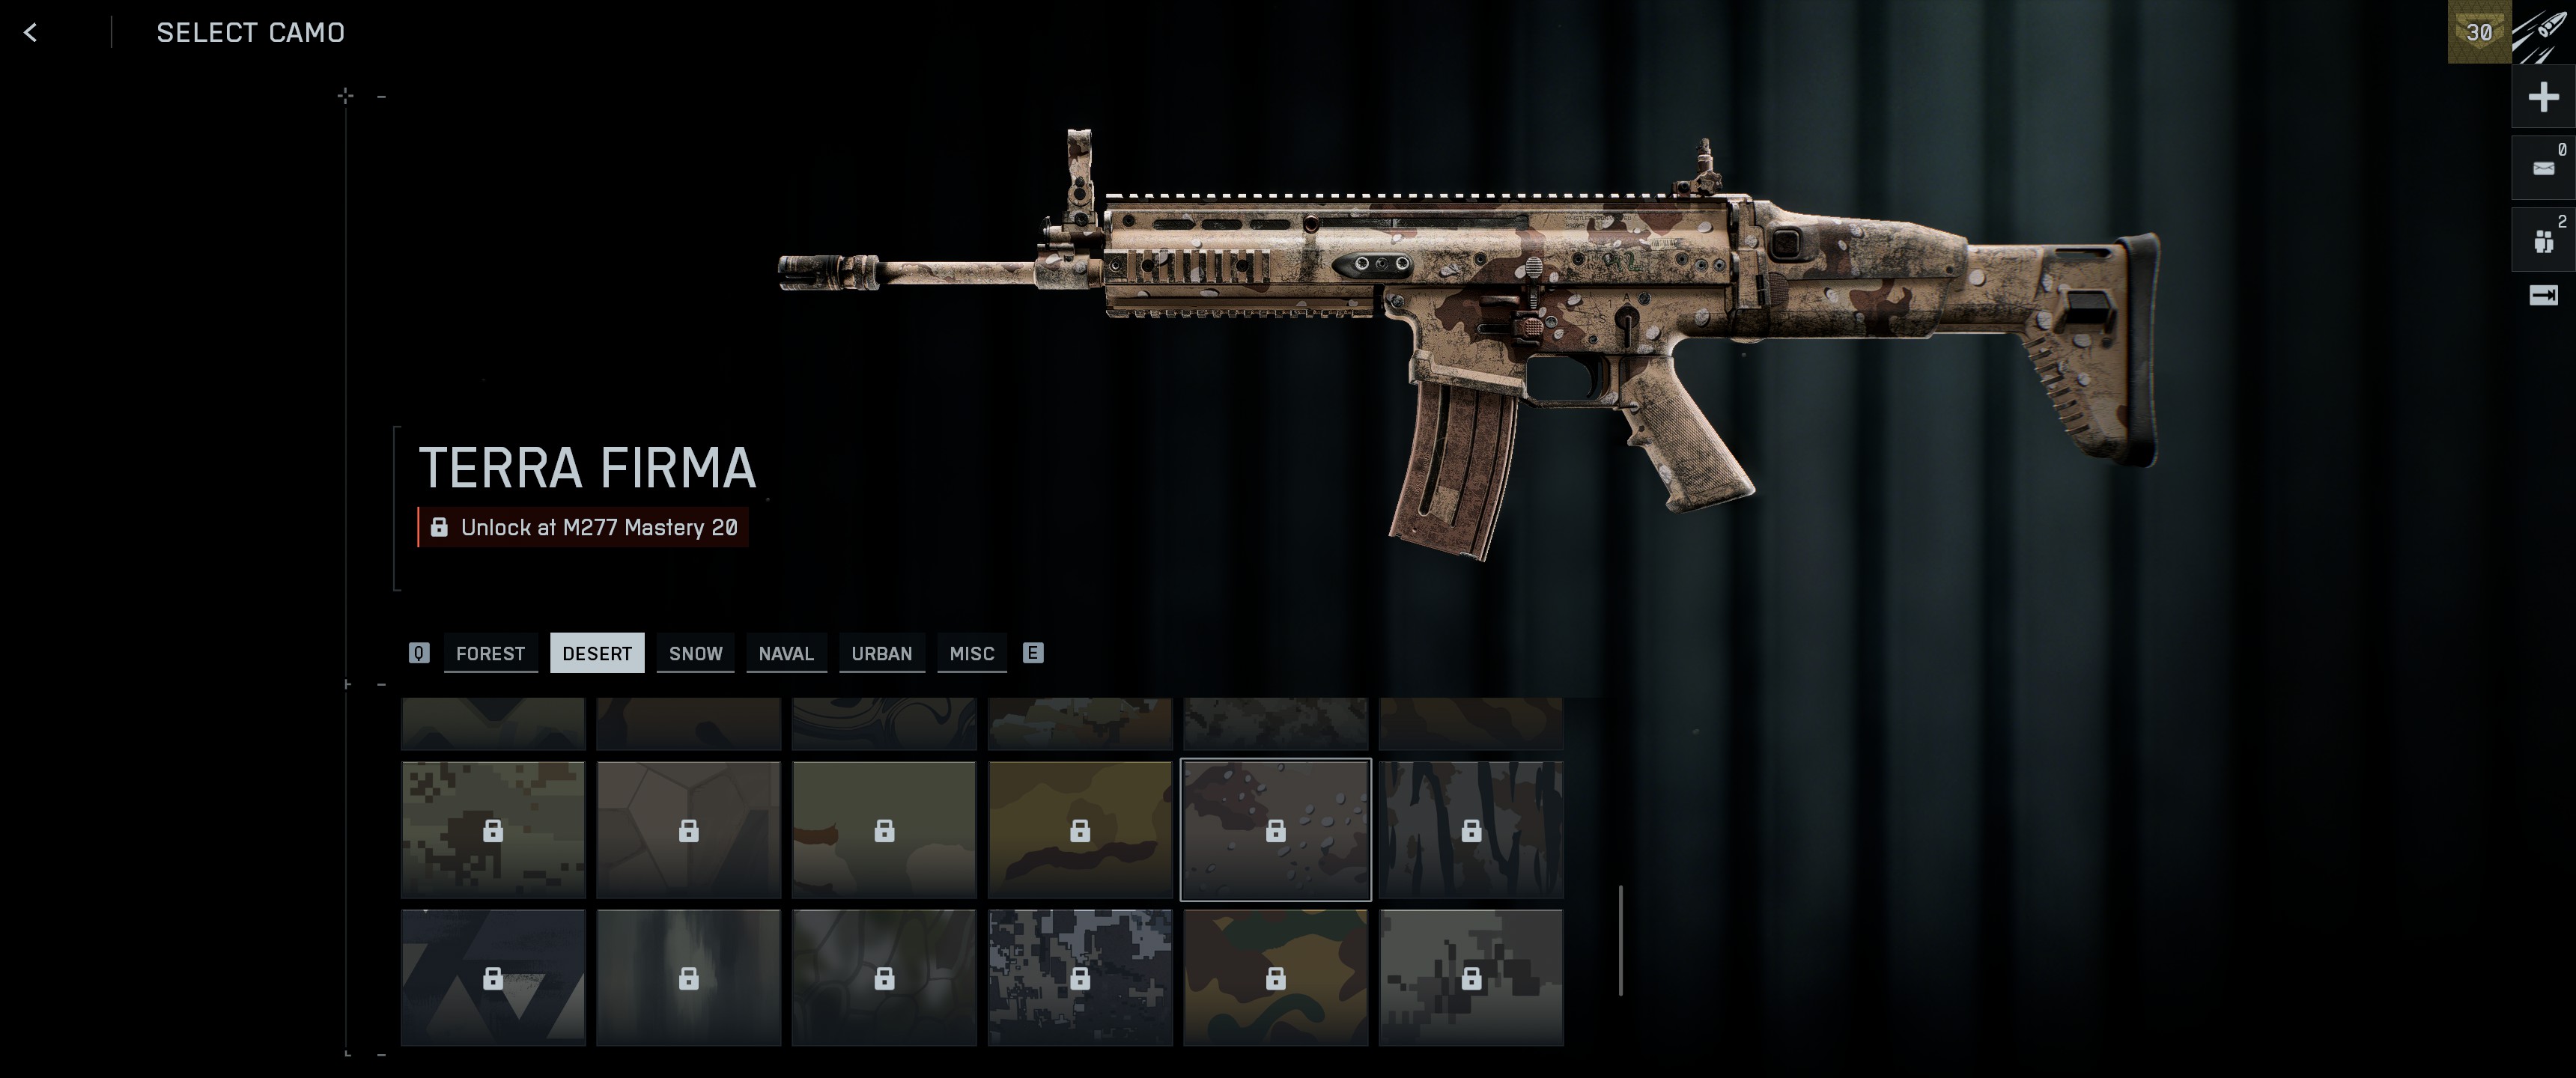 SELECT CAMO
30
0
2
TERRA FIRMA
Unlock at M277 Mastery 20
Q FOREST DESERT SNOW NAVAL URBAN MISC E